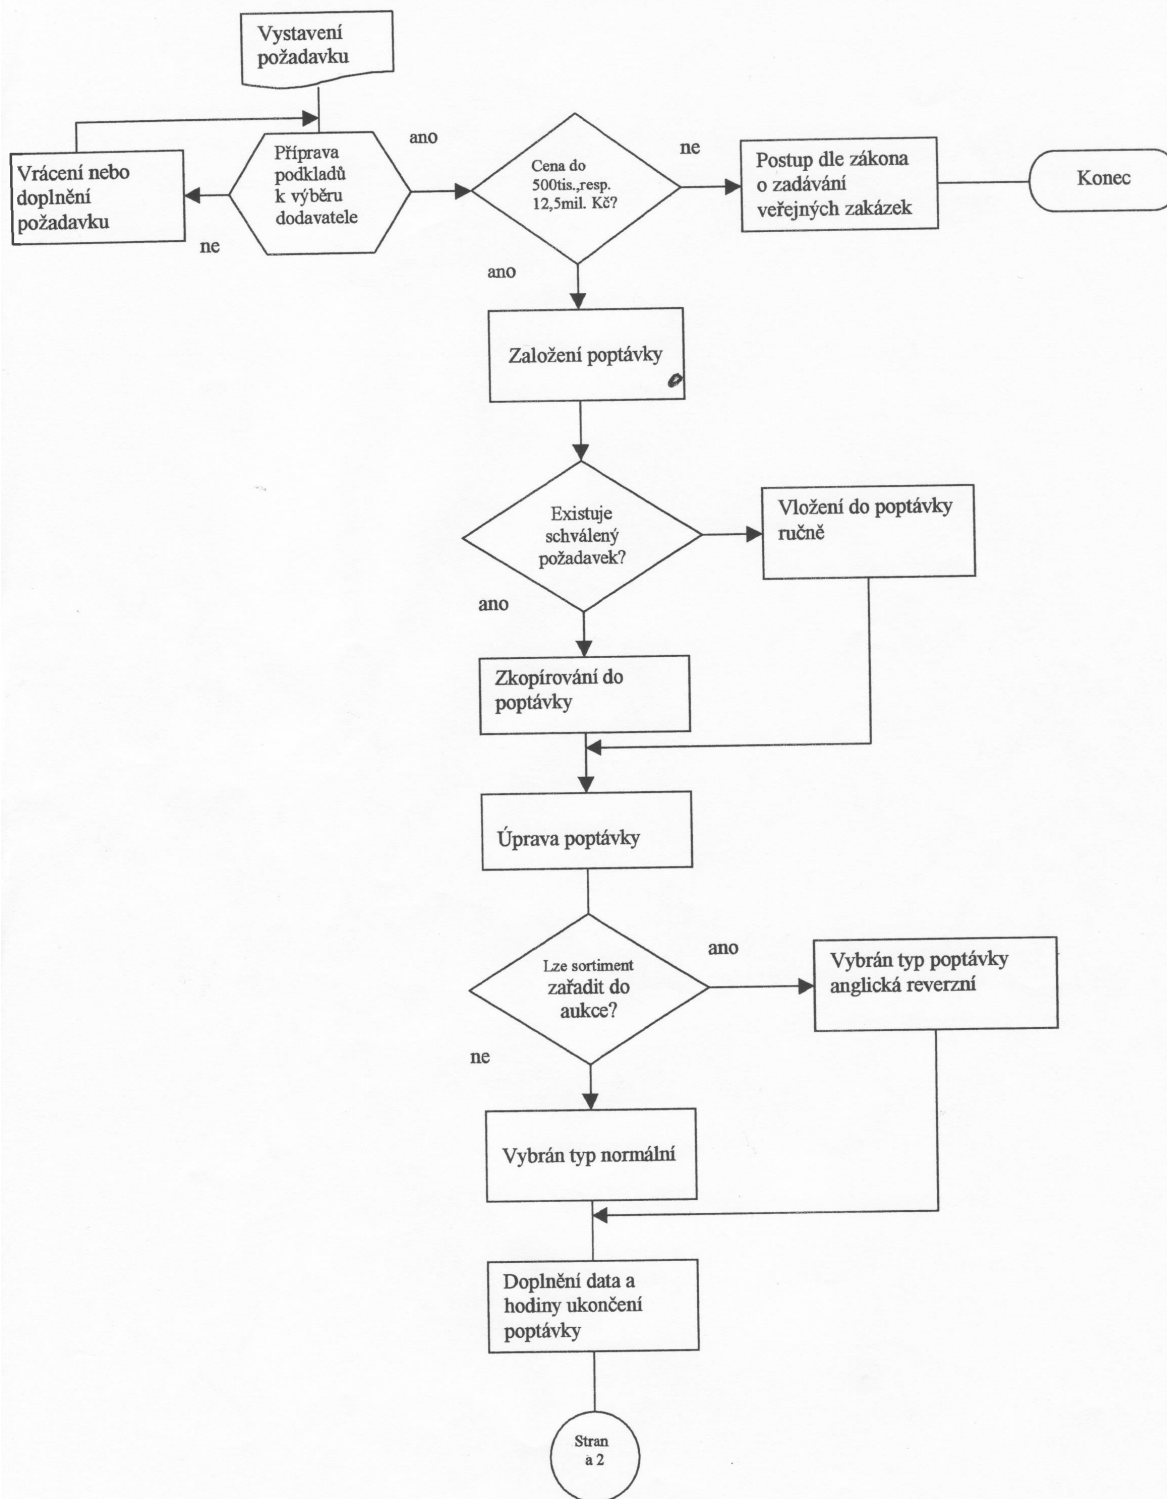 Vystavení
požadavku
Vrácení nebo
doplnění
požadavku
ne
Příprava
podkladů
k výběru
dodavatele
ano
Cena do
500tis.,resp.
12,5mil. Kč?
ne
Postup dle zákona
o zadávání
veřejných zakázek
Konec
ano
Založení poptávky
Existuje
schválený
požadavek?
Vložení do poptávky
ručně
ano
Zkopírování do
poptávky
Úprava poptávky
Lze sortiment
zařadit do
aukce?
ano
Vybrán typ poptávky
anglická reverzní
ne
Vybrán typ normální
Doplnění data a
hodiny ukončení
poptávky
Stran
a 2